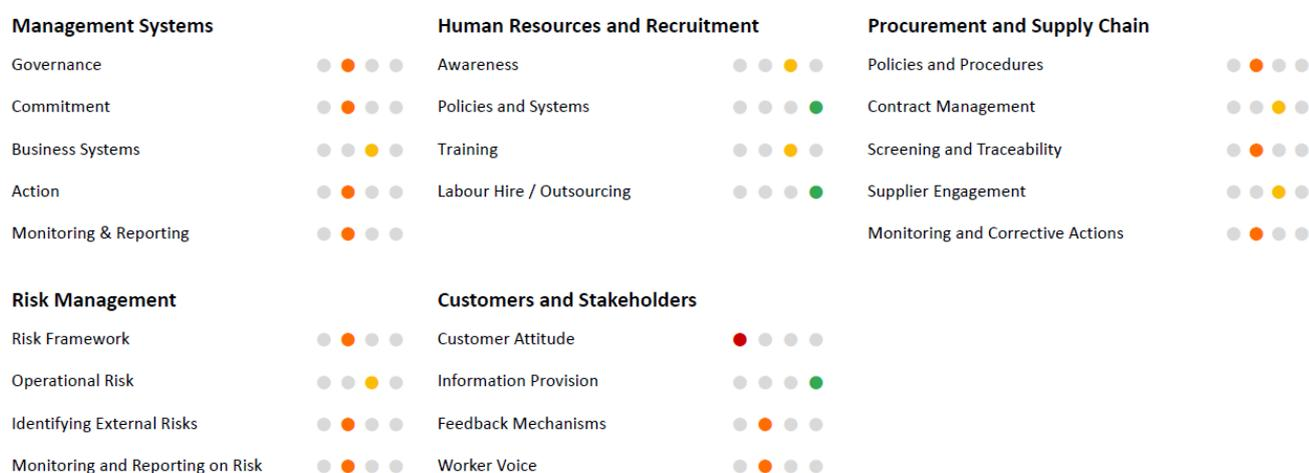 Management Systems
Governance
Commitment
Business Systems
Action
Monitoring & Reporting
Human Resources and Recruitment
Awareness
Policies and Systems
Training
Labour Hire / Outsourcing
Procurement and Supply Chain
Policies and Procedures
Contract Management
Screening and Traceability
Supplier Engagement
Monitoring and Corrective Actions
Risk Management
Risk Framework
Operational Risk
Identifying External Risks
Monitoring and Reporting on Risk
Customers and Stakeholders
Customer Attitude
Information Provision
Feedback Mechanisms
Worker Voice